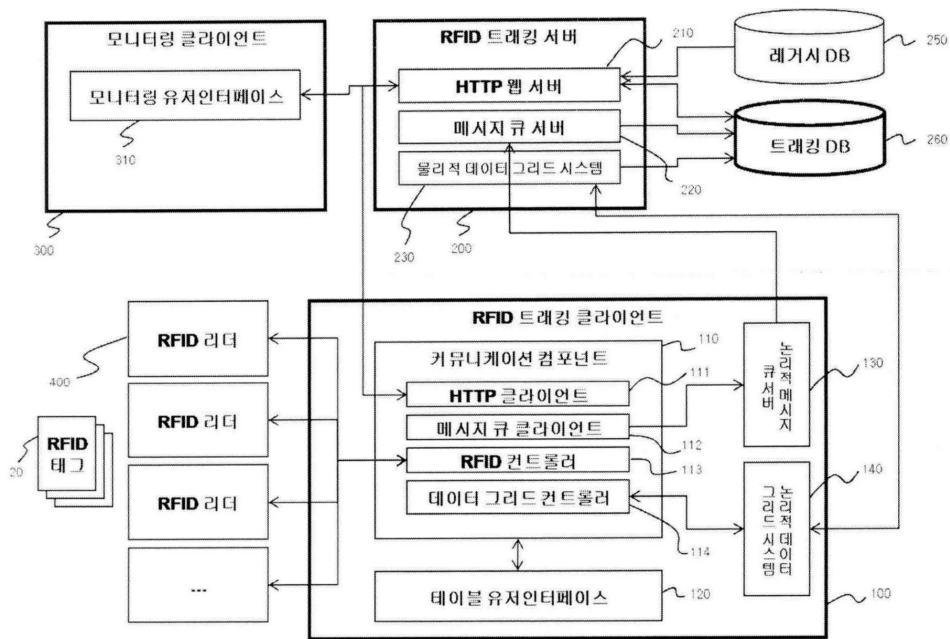 모니터링 클라이언트
모니터링 유저인터페이스
310
300
RFID 트래킹 서버
210
HTTP 웹 서버
메시지 큐 서버
물리적 데이터 그리드 시스템
220
230
200
레거시 DB
250
트래킹 DB
260
RFID 리더
400
RFID 리더
RFID 리더
...
20
RFID
태그
RFID 트래킹 클라이언트
110
커뮤니케이션 컴포넌트
111
HTTP 클라이언트
메시지 큐 클라이언트
112
RFID 컨트롤러
113
데이터 그리드 컨트롤러
114
테이블 유저인터페이스
120
논리적 메시지
큐 서버
130
논리적 데이터
그리드 시스템
140
100